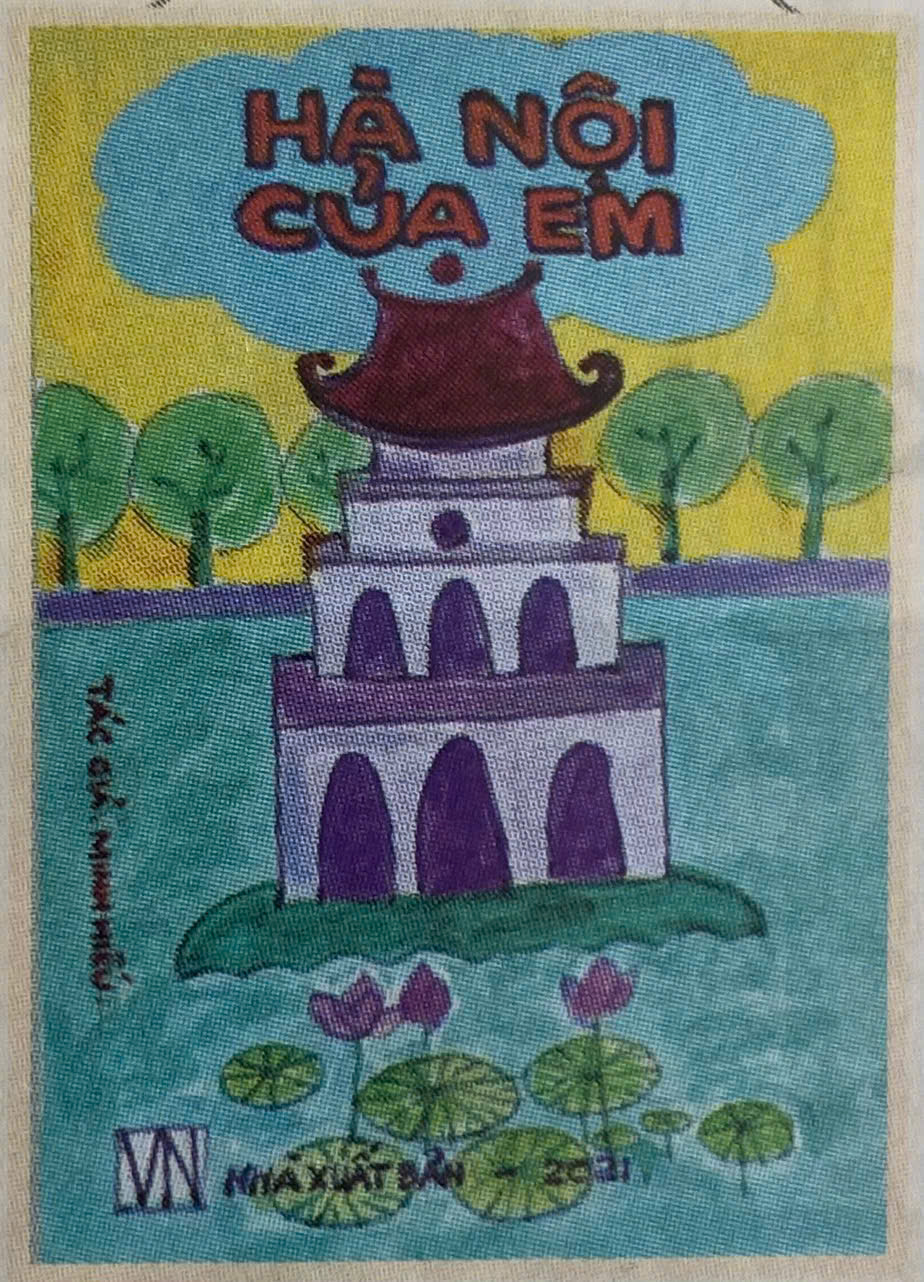 HÀ NỘI
CỦA EM
TÁC GIẢ: MINH HIẾU.
VN NHÀ XUẤT BẢN - 2021